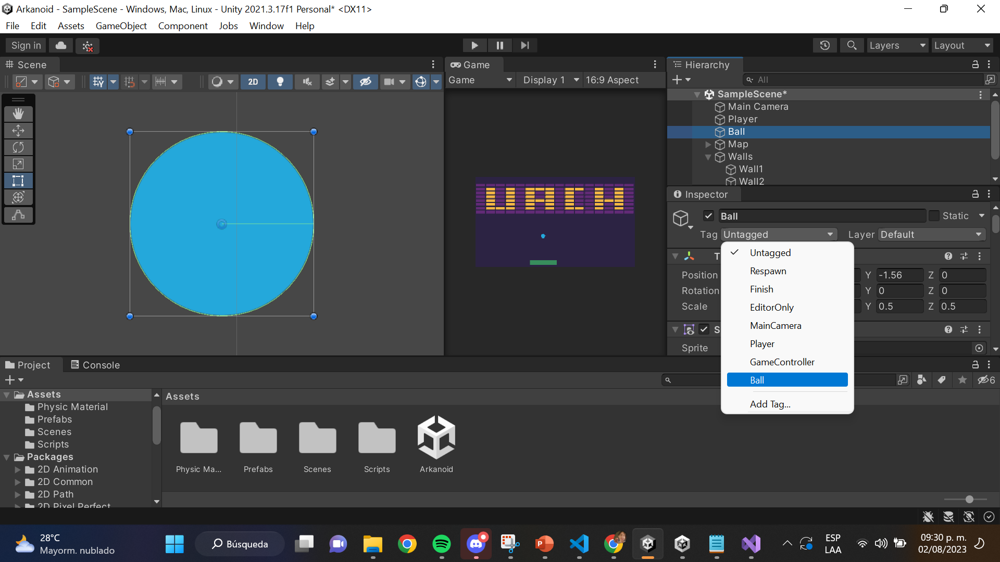 Arkanoid - SampleScene - Windows, Mac, Linux - Unity 2021.3.17f1 Personal* <DX11>
File Edit Assets GameObject Component Jobs Window Help
Sign in
Layers Layout
Scene
Game
Hierarchy
2D
Game Display 1 16:9 Aspect
All
SampleScene*
Main Camera
Player
Ball
Map
Walls
Wall1
Wall2
UACH
Inspector
Ball Static
Tag Untagged Layer Default
T
Position Y -1.56 Z 0
Rotation Y 0 Z 0
Scale Y 0.5 Z 0.5
S
Sprite
Untagged
Respawn
Finish
EditorOnly
MainCamera
Player
GameController
Ball
Add Tag...
Project Console
6
Assets
Physic Material
Prefabs
Scenes
Scripts
Packages
2D Animation
2D Common
2D Path
2D Pixel Perfect
Assets
Physic Ma... Prefabs Scenes Scripts Arkanoid
28°C
Mayorm. nublado
Búsqueda
ESP
LAA
09:30 p. m.
02/08/2023